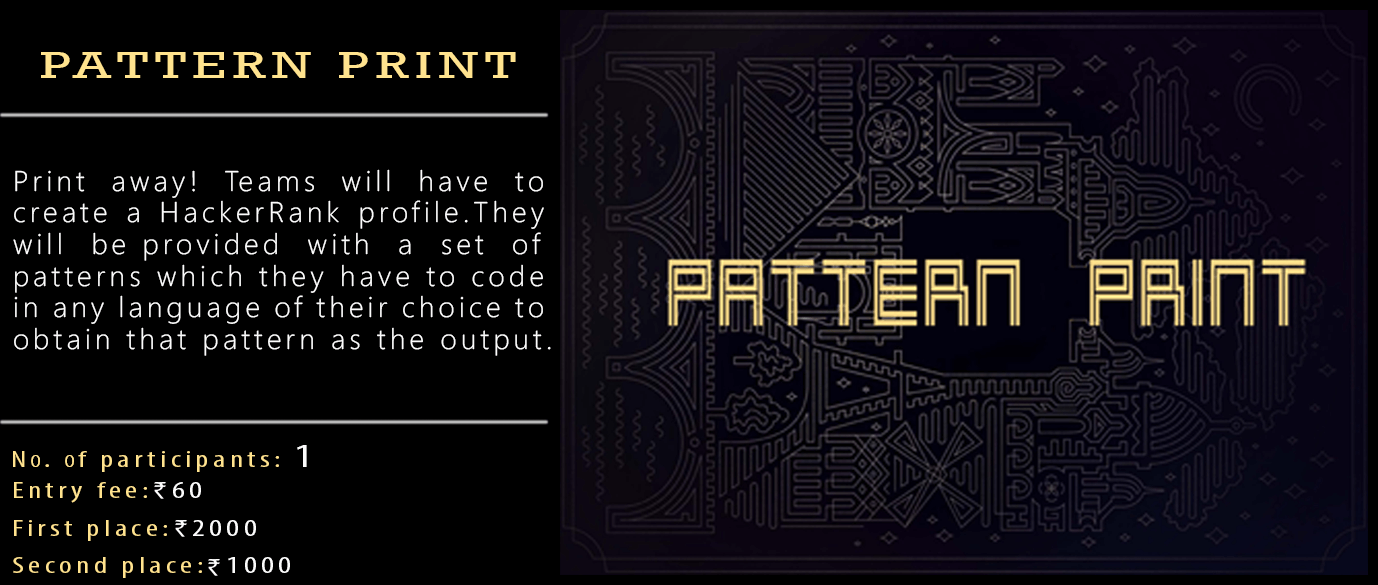 PATTERN PRINT
Print away! Teams will have to
create a HackerRank profile.They
will be provided with a set of
patterns which they have to code
in any language of their choice to
obtain that pattern as the output.
No. of participants: 1
Entry fee:₹60
First place:₹2000
Second place:₹1000
PATTERN PRINT